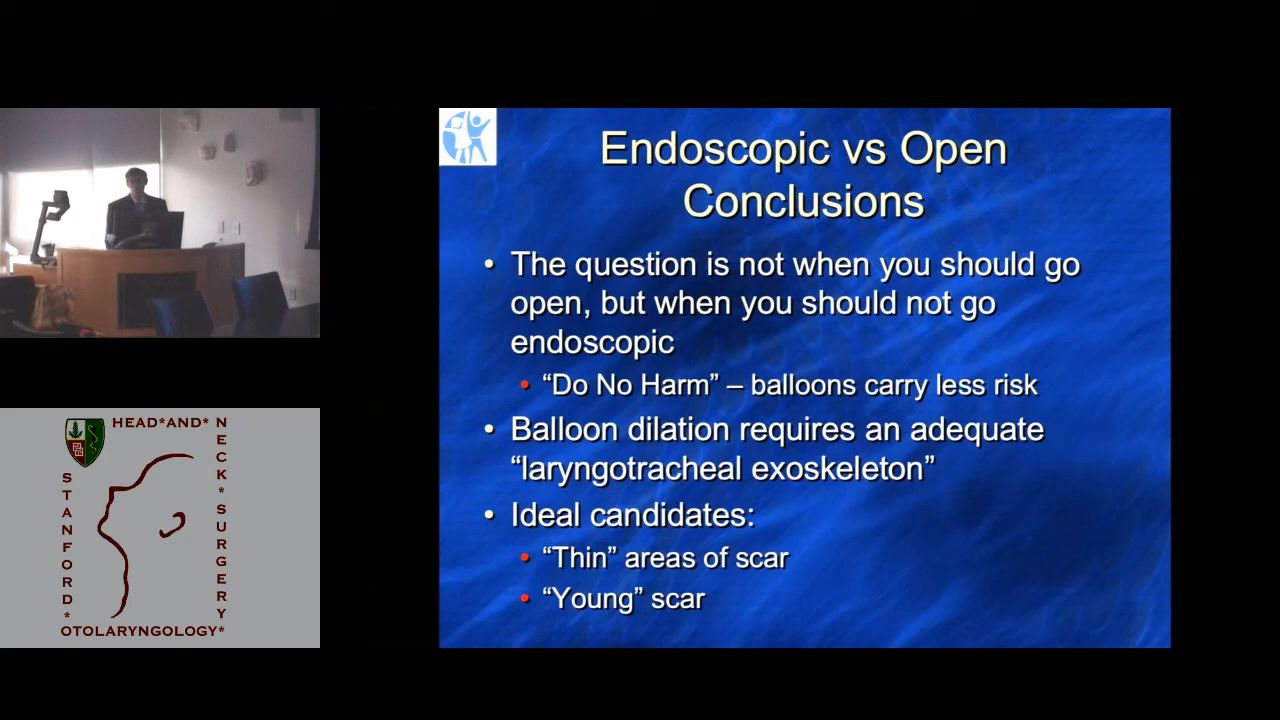 Endoscopic vs Open
Conclusions
• The question is not when you should go
open, but when you should not go
endoscopic
• “Do No Harm” – balloons carry less risk
• Balloon dilation requires an adequate
“laryngotracheal exoskeleton”
• Ideal candidates:
• “Thin” areas of scar
• “Young” scar
HEAD*AND*
NECK*SURGERY*
STANFORD*
OTOLARYNGOLOGY*